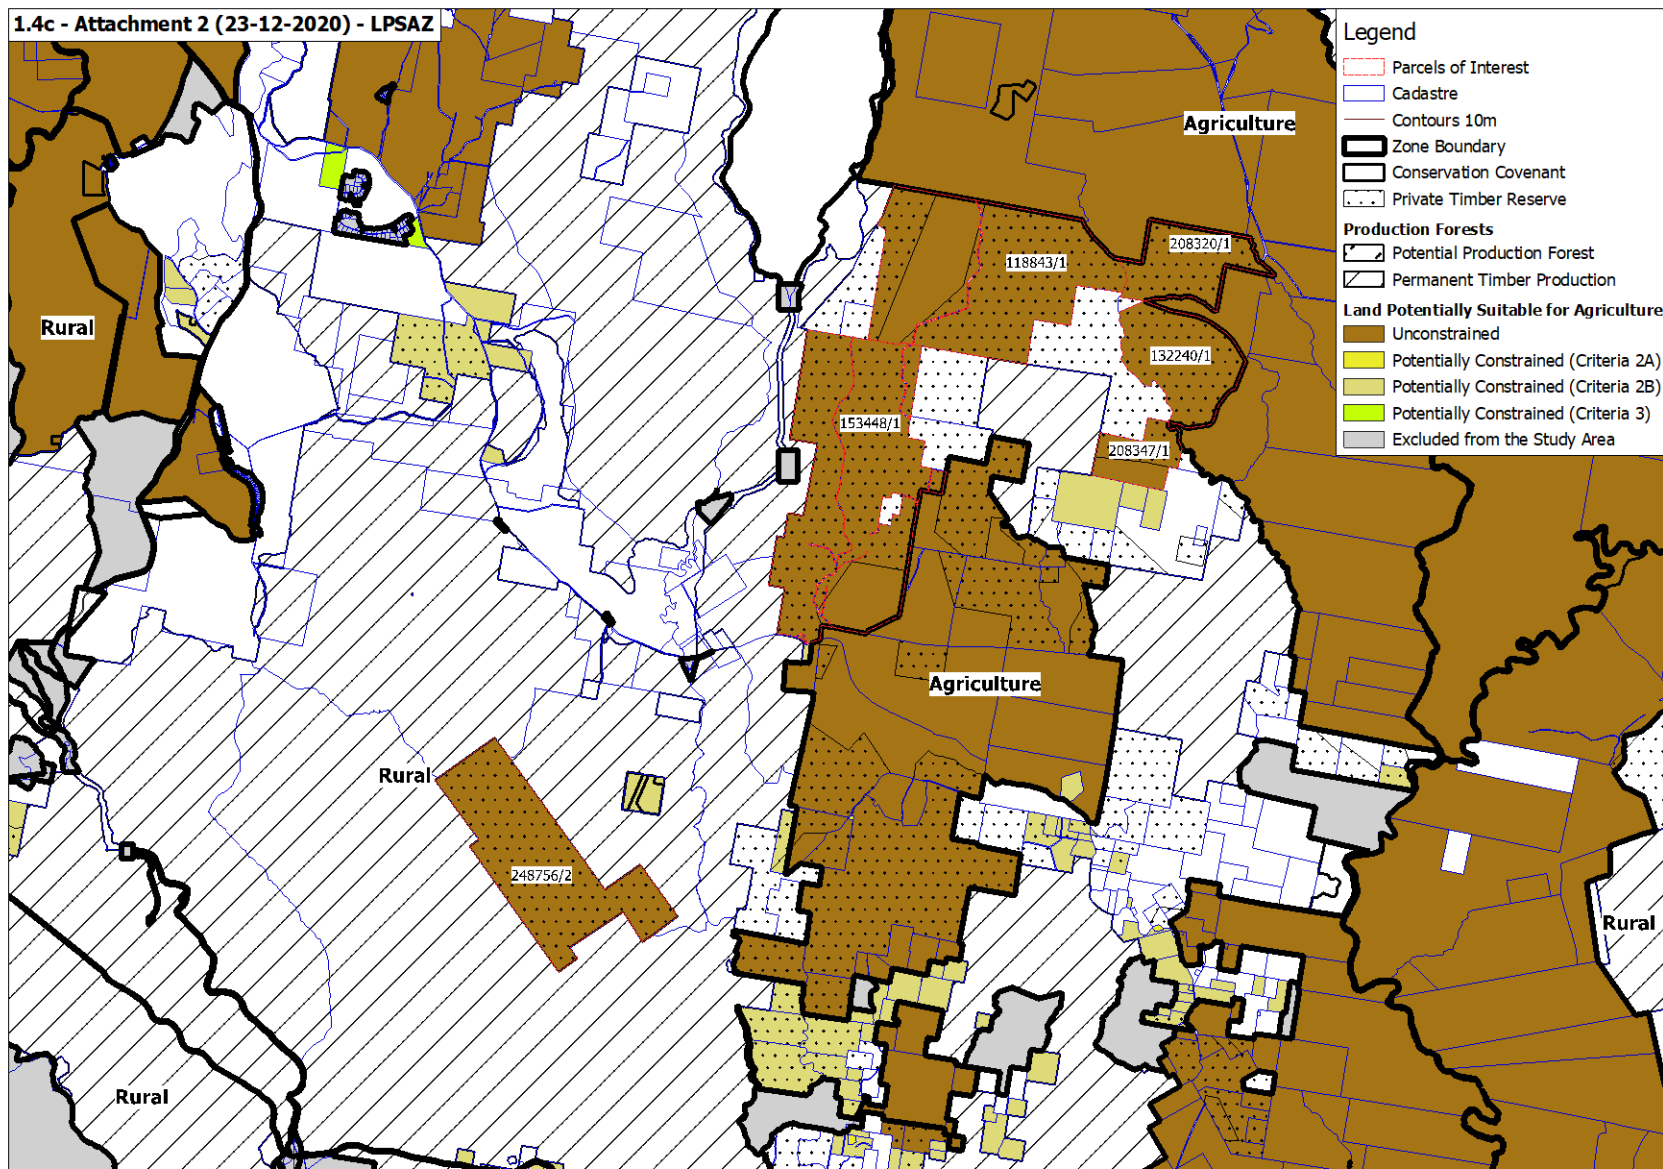 1.4c - Attachment 2 (23-12-2020) - LPSAZ
Legend
Parcels of Interest
Cadastre
Contours 10m
Zone Boundary
Conservation Covenant
Private Timber Reserve
Production Forests
Potential Production Forest
Permanent Timber Production
Land Potentially Suitable for Agriculture
Unconstrained
Potentially Constrained (Criteria 2A)
Potentially Constrained (Criteria 2B)
Potentially Constrained (Criteria 3)
Excluded from the Study Area
Agriculture
208320/1
118843/1
Rural
132240/1
153448/1
208347/1
Agriculture
Rural
248756/2
Rural
Rural